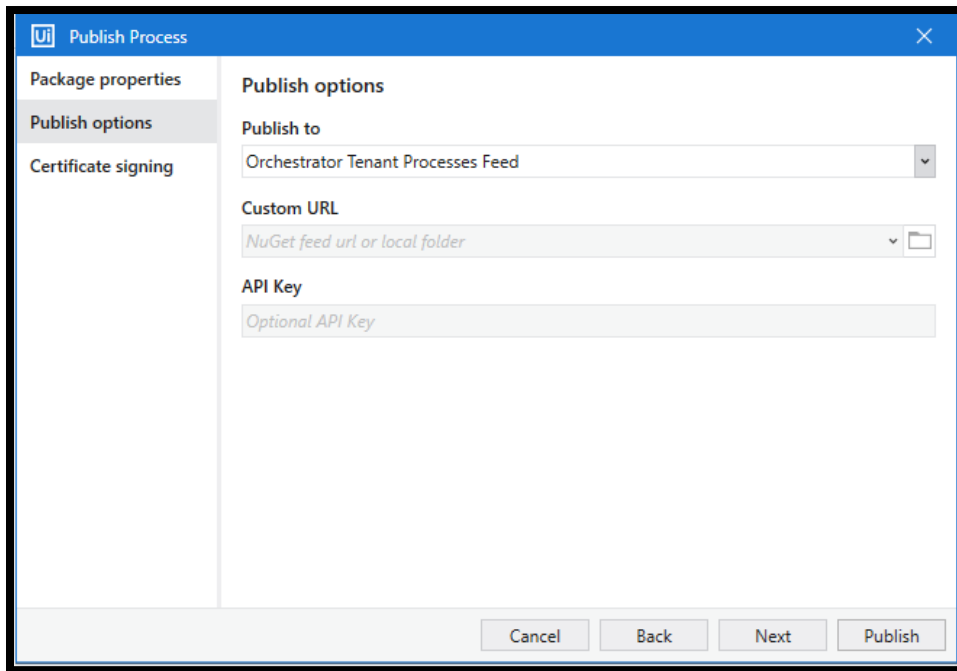 Ui Publish Process
Package properties
Publish options
Certificate signing
Publish options
Publish to
Orchestrator Tenant Processes Feed
Custom URL
NuGet feed url or local folder
API Key
Optional API Key
Cancel Back Next Publish